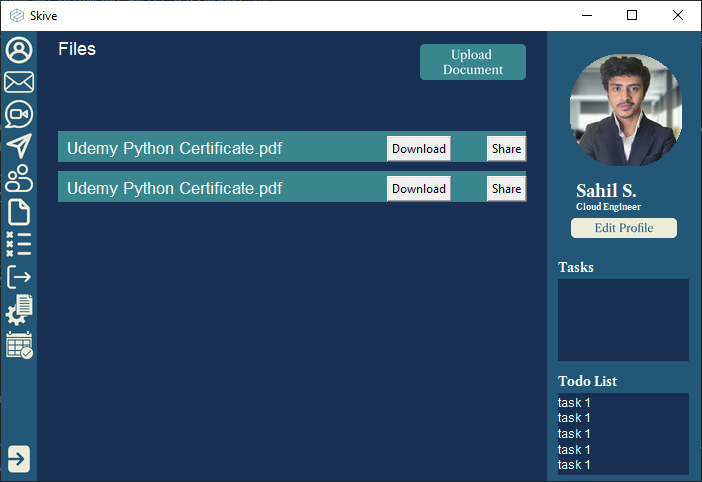 Skive
Files
Upload
Document
Udemy Python Certificate.pdf
Download
Share
Udemy Python Certificate.pdf
Download
Share
Sahil S.
Cloud Engineer
Edit Profile
Tasks
Todo List
task 1
task 1
task 1
task 1
task 1